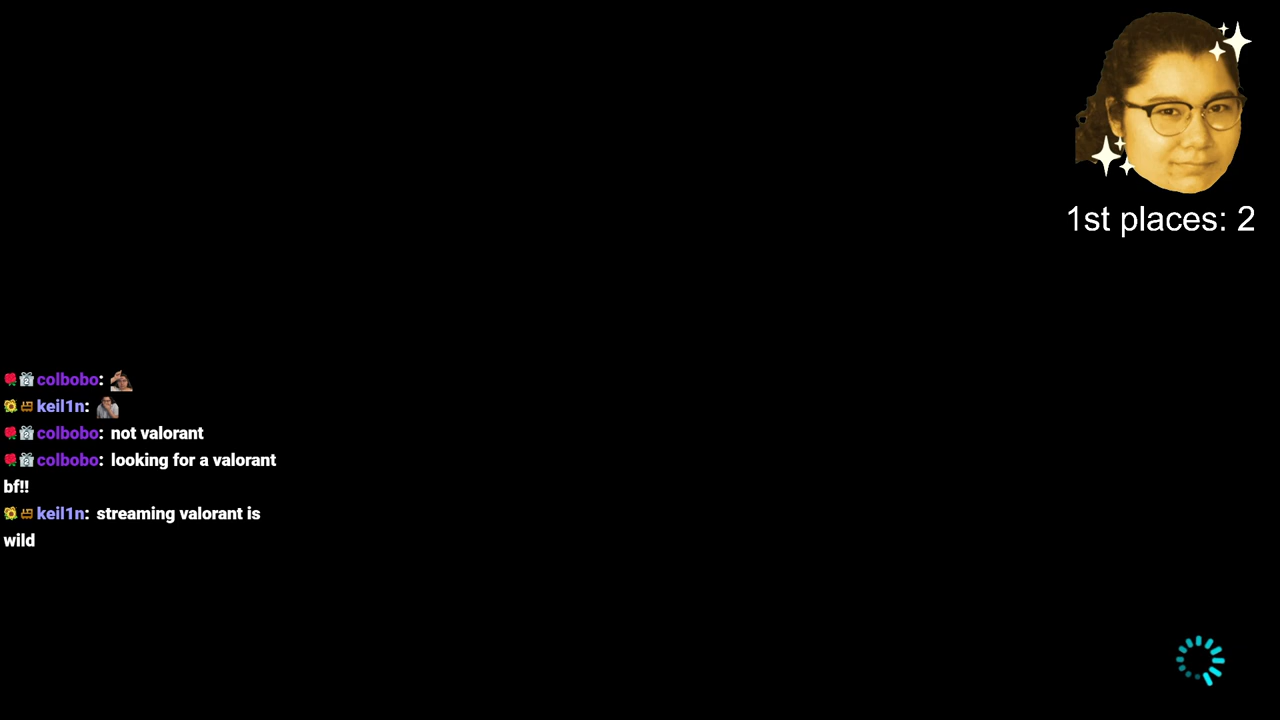 1st places: 2
colbobo:
keil1n:
colbobo: not valorant
colbobo: looking for a valorant
bf!!
keil1n: streaming valorant is
wild